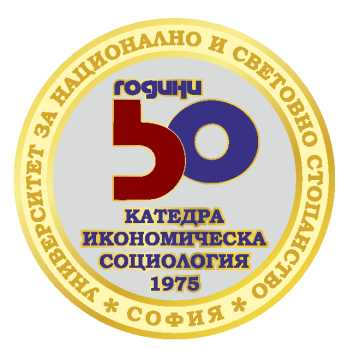 УНИВЕРСИТЕТ ЗА НАЦИОНАЛНО И СВЕТОВНО СТОПАНСТВО
години
50
КАТЕДРА
ИКОНОМИЧЕСКА
СОЦИОЛОГИЯ
1975
* СОФИЯ *